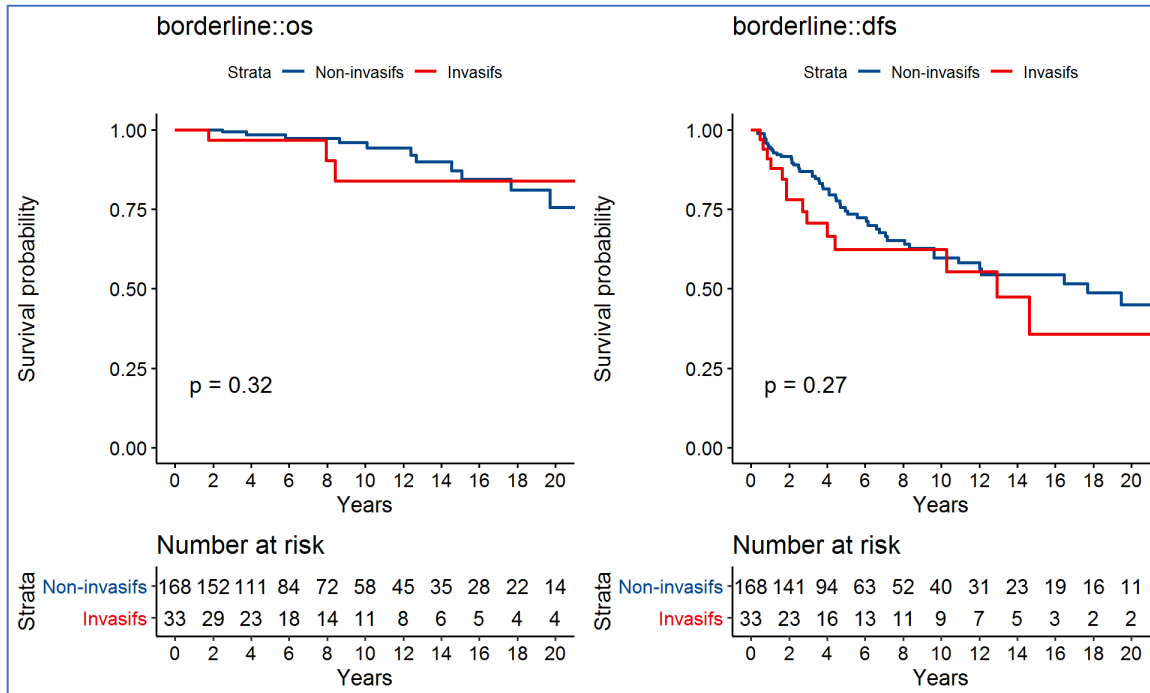 borderline::os
Strata Non-invasifs Invasifs
1.00
0.75
0.50
0.25
0.00
Survival probability
p = 0.32
0 2 4 6 8 10 12 14 16 18 20
Years
Number at risk
Strata
Non-invasifs 168 152 111 84 72 58 45 35 28 22 14
Invasifs 33 29 23 18 14 11 8 6 5 4 4
0 2 4 6 8 10 12 14 16 18 20
Years
borderline::dfs
Strata Non-invasifs Invasifs
1.00
0.75
0.50
0.25
0.00
Survival probability
p = 0.27
0 2 4 6 8 10 12 14 16 18 20
Years
Number at risk
Strata
Non-invasifs 168 141 94 63 52 40 31 23 19 16 11
Invasifs 33 23 16 13 11 9 7 5 3 2 2
0 2 4 6 8 10 12 14 16 18 20
Years